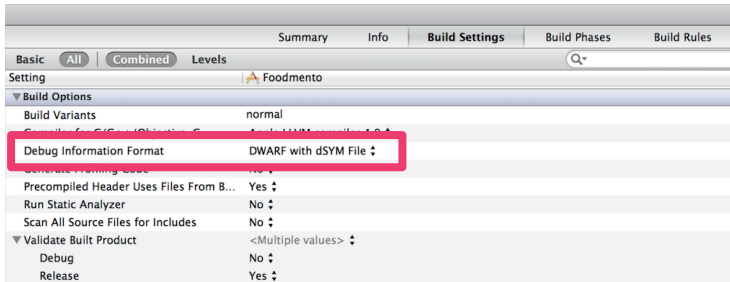 Summary Info Build Settings Build Phases Build Rules
Basic All Combined Levels
Setting Foodmento
Build Options
Build Variants normal
Debug Information Format DWARF with dSYM File
Precompiled Header Uses Files From B... Yes
Run Static Analyzer No
Scan All Source Files for Includes No
Validate Built Product <Multiple values>
Debug No
Release Yes